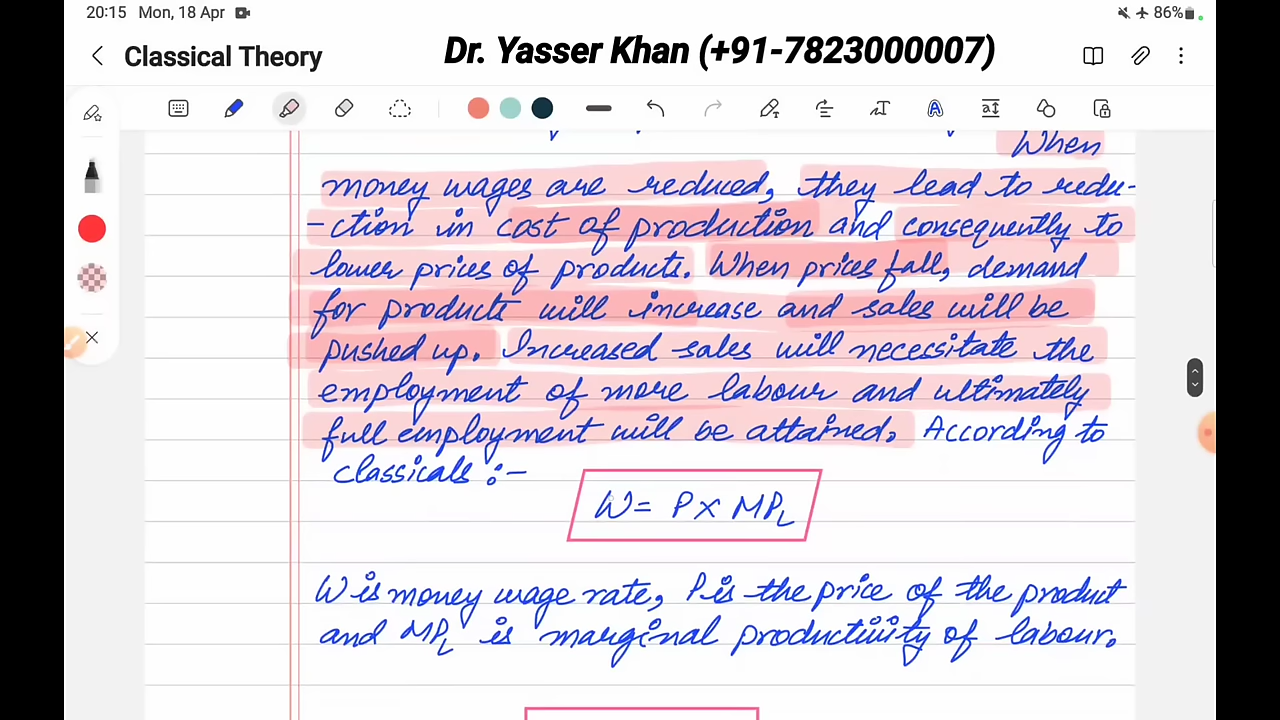 20:15 Mon, 18 Apr
86%
Classical Theory
Dr. Yasser Khan (+91-7823000007)
When
money wages are reduced, they lead to redu-
-ction in cost of production and consequently to
lower prices of products. When prices fall, demand
for products will increase and sales will be
pushed up. Increased sales will necessitate the
employment of more labour and ultimately
full employment will be attained. According to
classicals :-
W = P x MPL
W is money wage rate, P is the price of the product
and MPL is marginal productivity of labour.